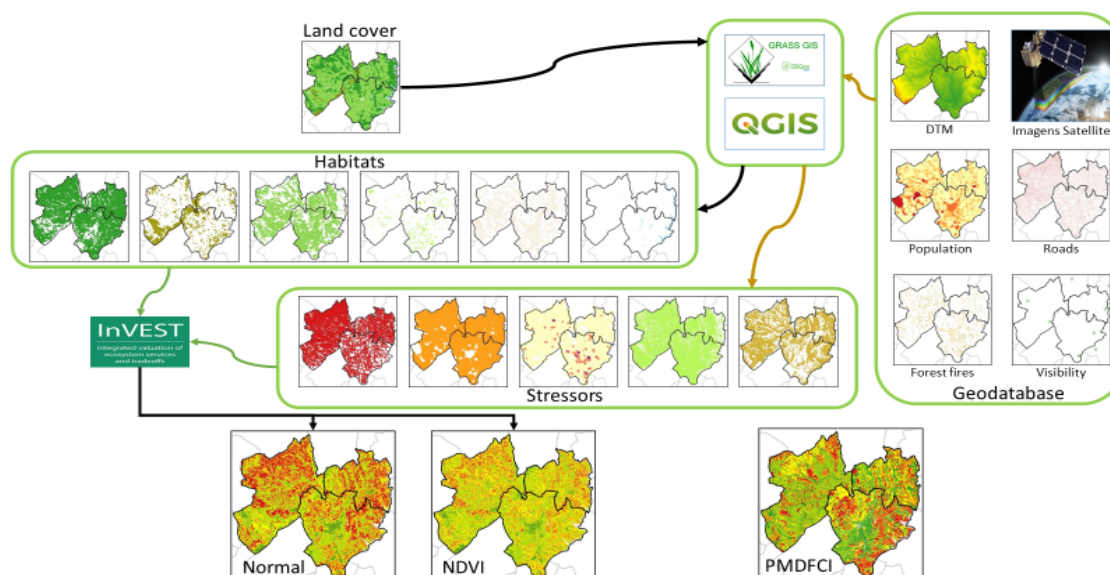 Land cover
GRASS GIS
QGIS
DTM
Imagens Satellite
Population
Roads
Forest fires
Visibility
Geodatabase
Habitats
InVEST
integrated valuation of
ecosystem services
and tradeoffs
Stressors
Normal
NDVI
PMDFCI